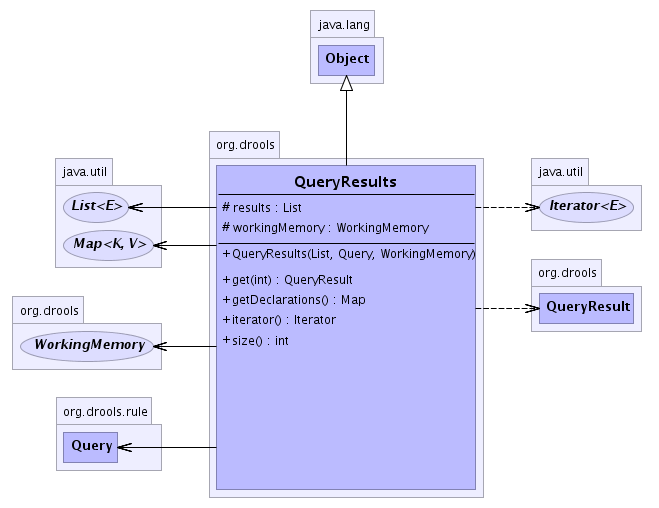 java.lang
Object
org.drools
QueryResults
# results : List
# workingMemory : WorkingMemory
+ QueryResults(List, Query, WorkingMemory)
+ get(int) : QueryResult
+ getDeclarations() : Map
+ iterator() : Iterator
+ size() : int
java.util
List<E>
Map<K, V>
org.drools
WorkingMemory
org.drools.rule
Query
java.util
Iterator<E>
org.drools
QueryResult